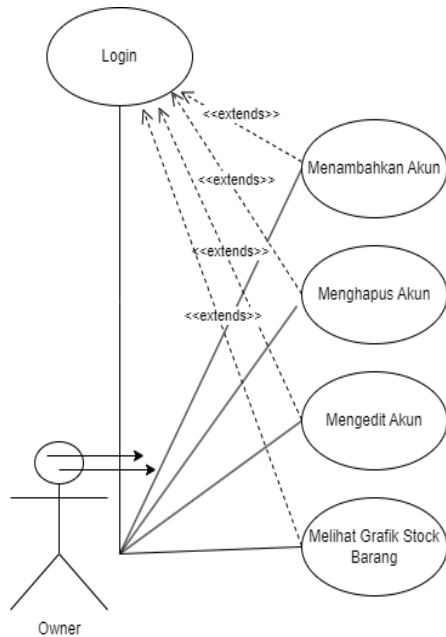 Login
<<extends>>
Menambahkan Akun
<<extends>>
Menghapus Akun
<<extends>>
<<extends>>
Mengedit Akun
Melihat Grafik Stock
Barang
Owner